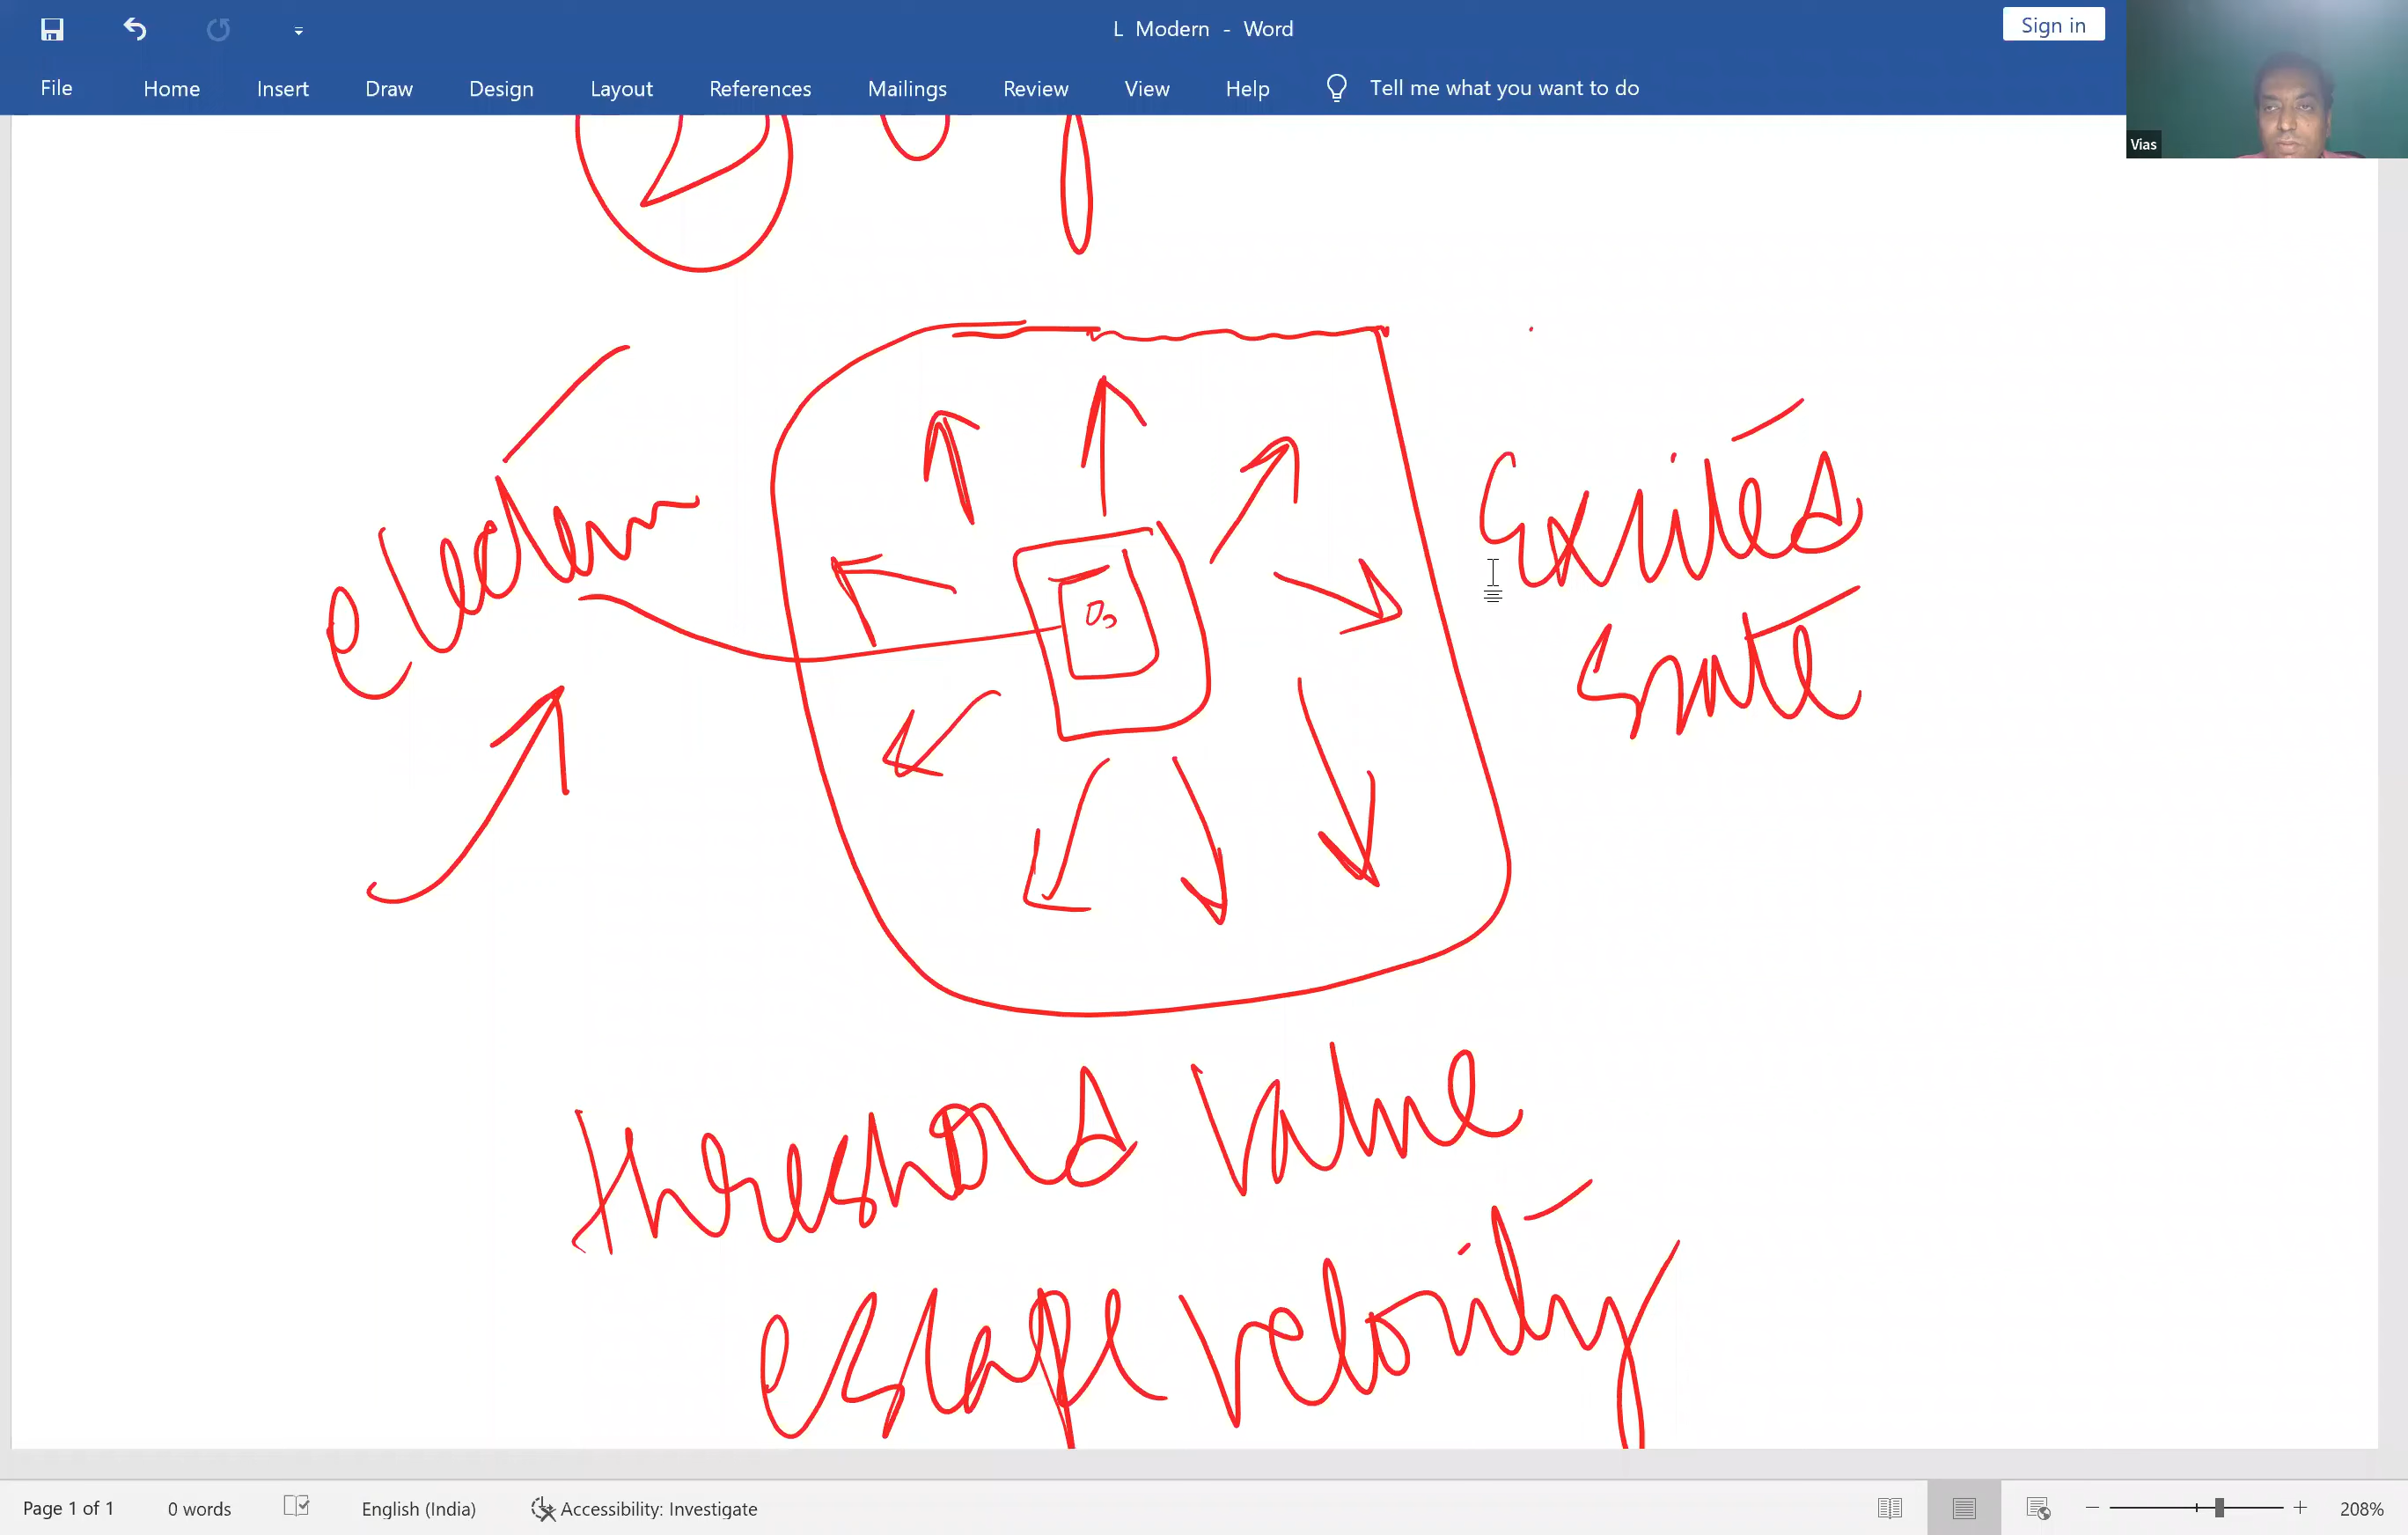 L Modern - Word
Sign in
File Home Insert Draw Design Layout References Mailings Review View Help Tell me what you want to do
Vias
2
electron
Exited
State
threshold value
escape velocity
Page 1 of 1 0 words English (India) Accessibility: Investigate 208%